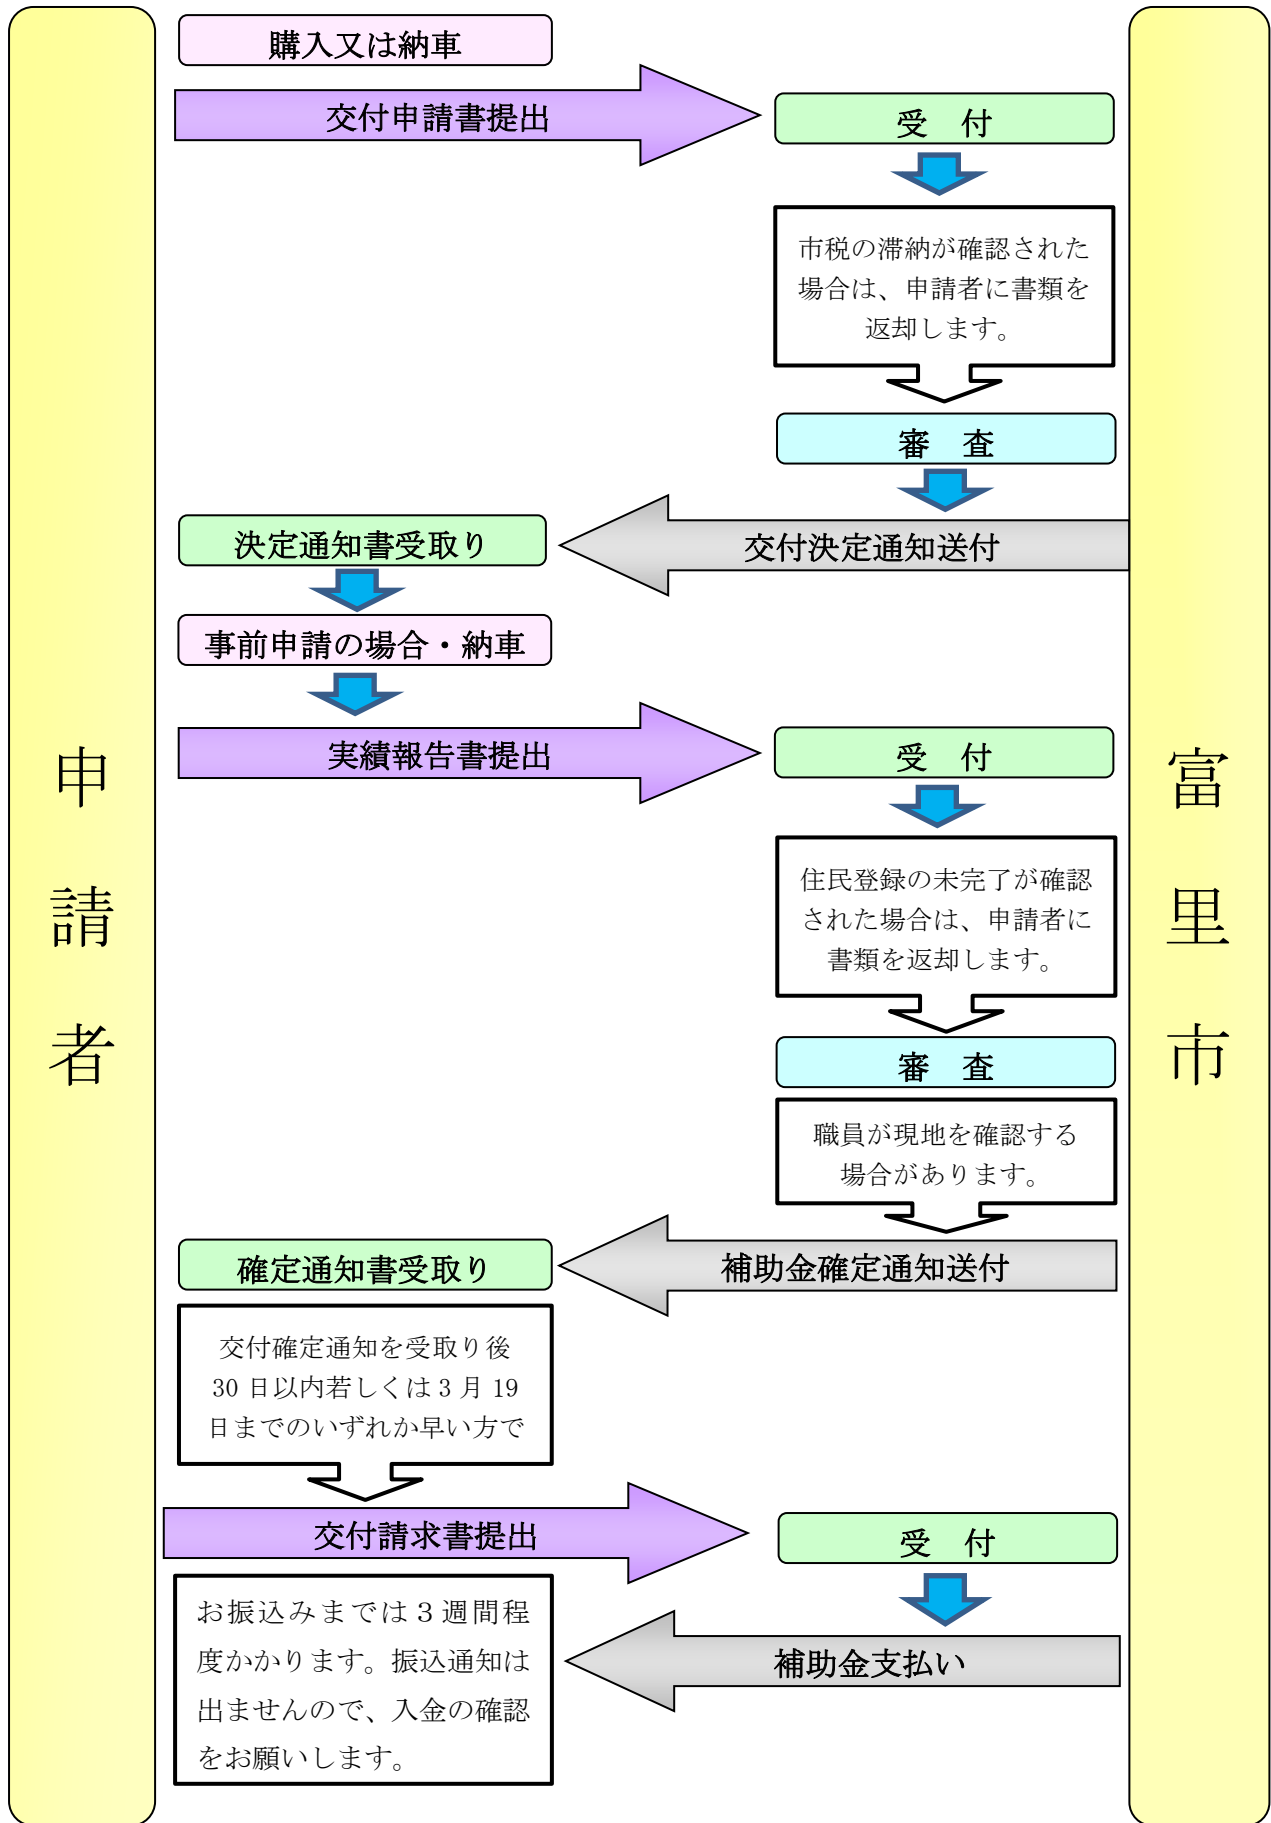 購入又は納車
交付申請書提出
受　付
市税の滞納が確認された
場合は、申請者に書類を
返却します。
審　査
交付決定通知送付
決定通知書受取り
事前申請の場合・納車
実績報告書提出
受　付
住民登録の未完了が確認
された場合は、申請者に
書類を返却します。
審　査
職員が現地を確認する
場合があります。
補助金確定通知送付
確定通知書受取り
交付確定通知を受取り後
30 日以内若しくは 3 月 19
日までのいずれか早い方で
交付請求書提出
受　付
補助金支払い
お振込みまでは３週間程
度かかります。振込通知は
出ませんので、入金の確認
をお願いします。
申請者
富里市